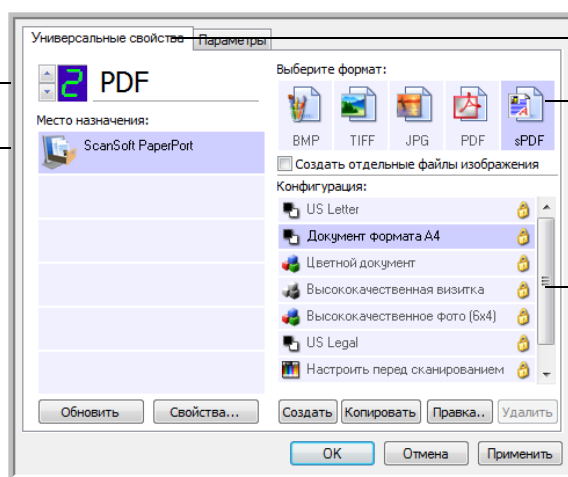 Универсальные свойства Параметры
2 PDF
Место назначения:
ScanSoft PaperPort
Обновить Свойства...
Выберите формат:
BMP TIFF JPG PDF sPDF
Создать отдельные файлы изображения
Конфигурация:
US Letter
Документ формата A4
Цветной документ
Высококачественная визитка
Высококачественное фото (6x4)
US Legal
Настроить перед сканированием
Создать Копировать Правка.. Удалить
OK Отмена Применить